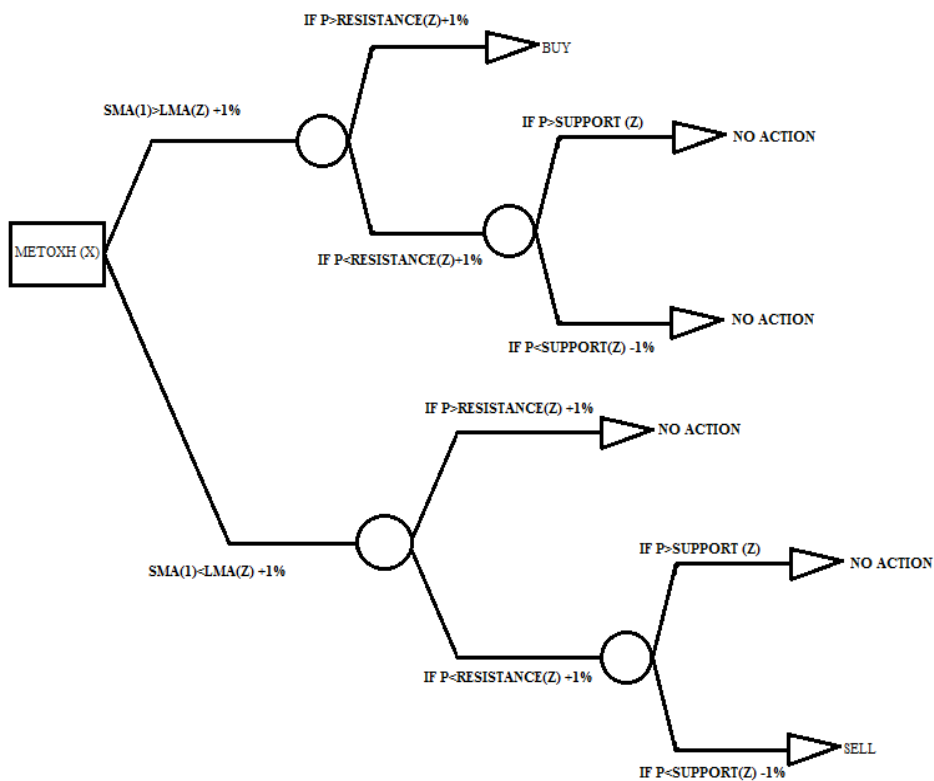 IF P>RESISTANCE(Z)+1%
BUY
SMA(1)>LMA(Z) +1%
IF P>SUPPORT (Z)
NO ACTION
ΜΕΤΟΧΗ (Χ)
IF P<RESISTANCE(Z)+1%
NO ACTION
IF P<SUPPORT(Z) -1%
IF P>RESISTANCE(Z) +1%
NO ACTION
IF P>SUPPORT (Z)
NO ACTION
SMA(1)<LMA(Z) +1%
IF P<RESISTANCE(Z) +1%
SELL
IF P<SUPPORT(Z) -1%